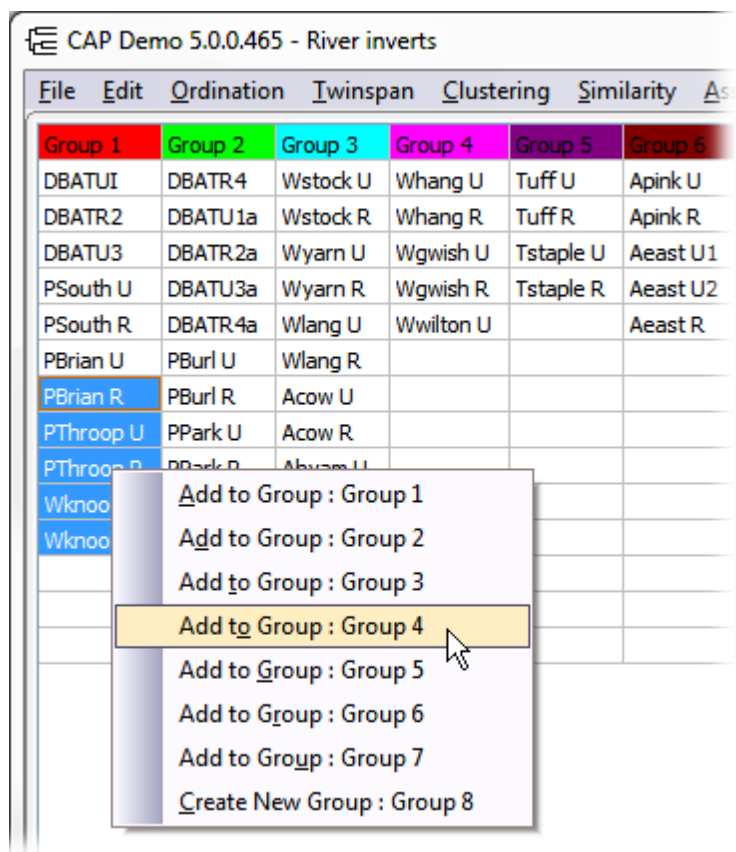 CAP Demo 5.0.0.465 - River inverts
File Edit Ordination Twinspan Clustering Similarity
Group 1 Group 2 Group 3 Group 4 Group 5 Group 6
DBATUI DBATR4 Wstock U Whang U Tuff U Apink U
DBATR2 DBATU1a Wstock R Whang R Tuff R Apink R
DBATU3 DBATR2a Wyarn U Wgwish U Tstaple U Aeast U1
PSouth U DBATU3a Wyarn R Wgwish R Tstaple R Aeast U2
PSouth R DBATR4a Wlang U Wwilton U Aeast R
PBrian U PBurl U Wlang R
PBrian R PBurl R Acow U
PThroop U PPark U Acow R
PThroop R PPark R
Add to Group : Group 1
Add to Group : Group 2
Add to Group : Group 3
Add to Group : Group 4
Add to Group : Group 5
Add to Group : Group 6
Add to Group : Group 7
Create New Group : Group 8